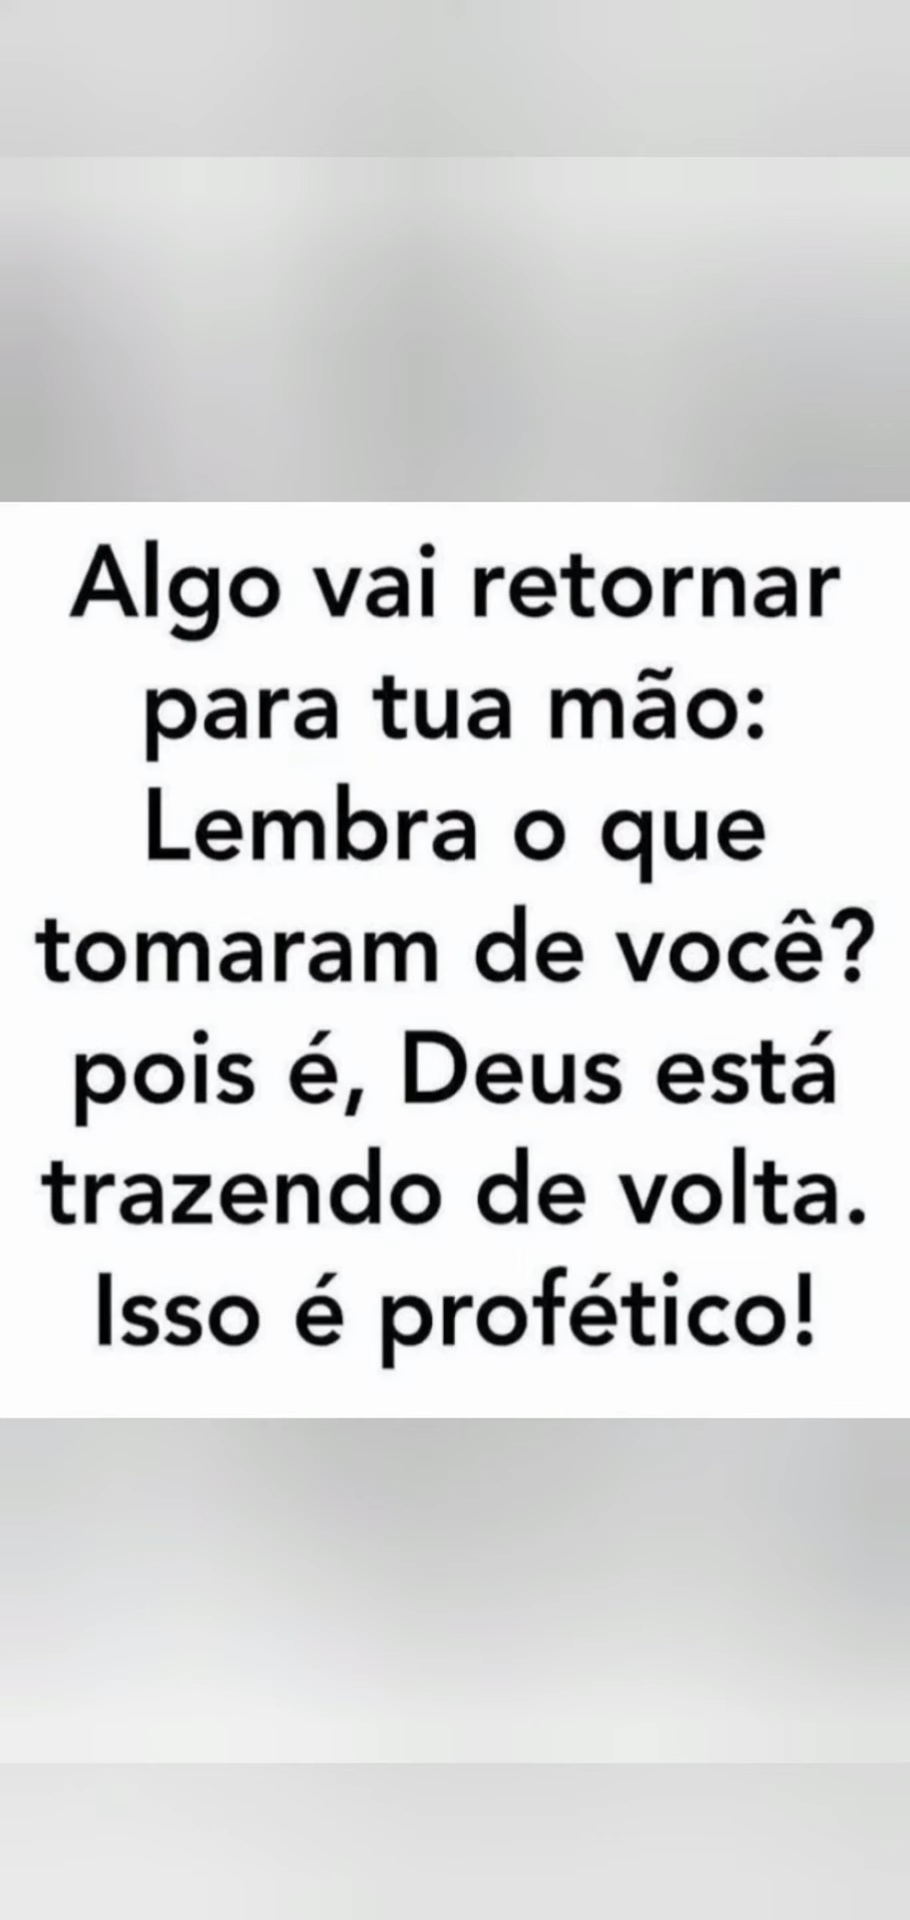 Algo vai retornar
para tua mão:
Lembra o que
tomaram de você?
pois é, Deus está
trazendo de volta.
Isso é profético!